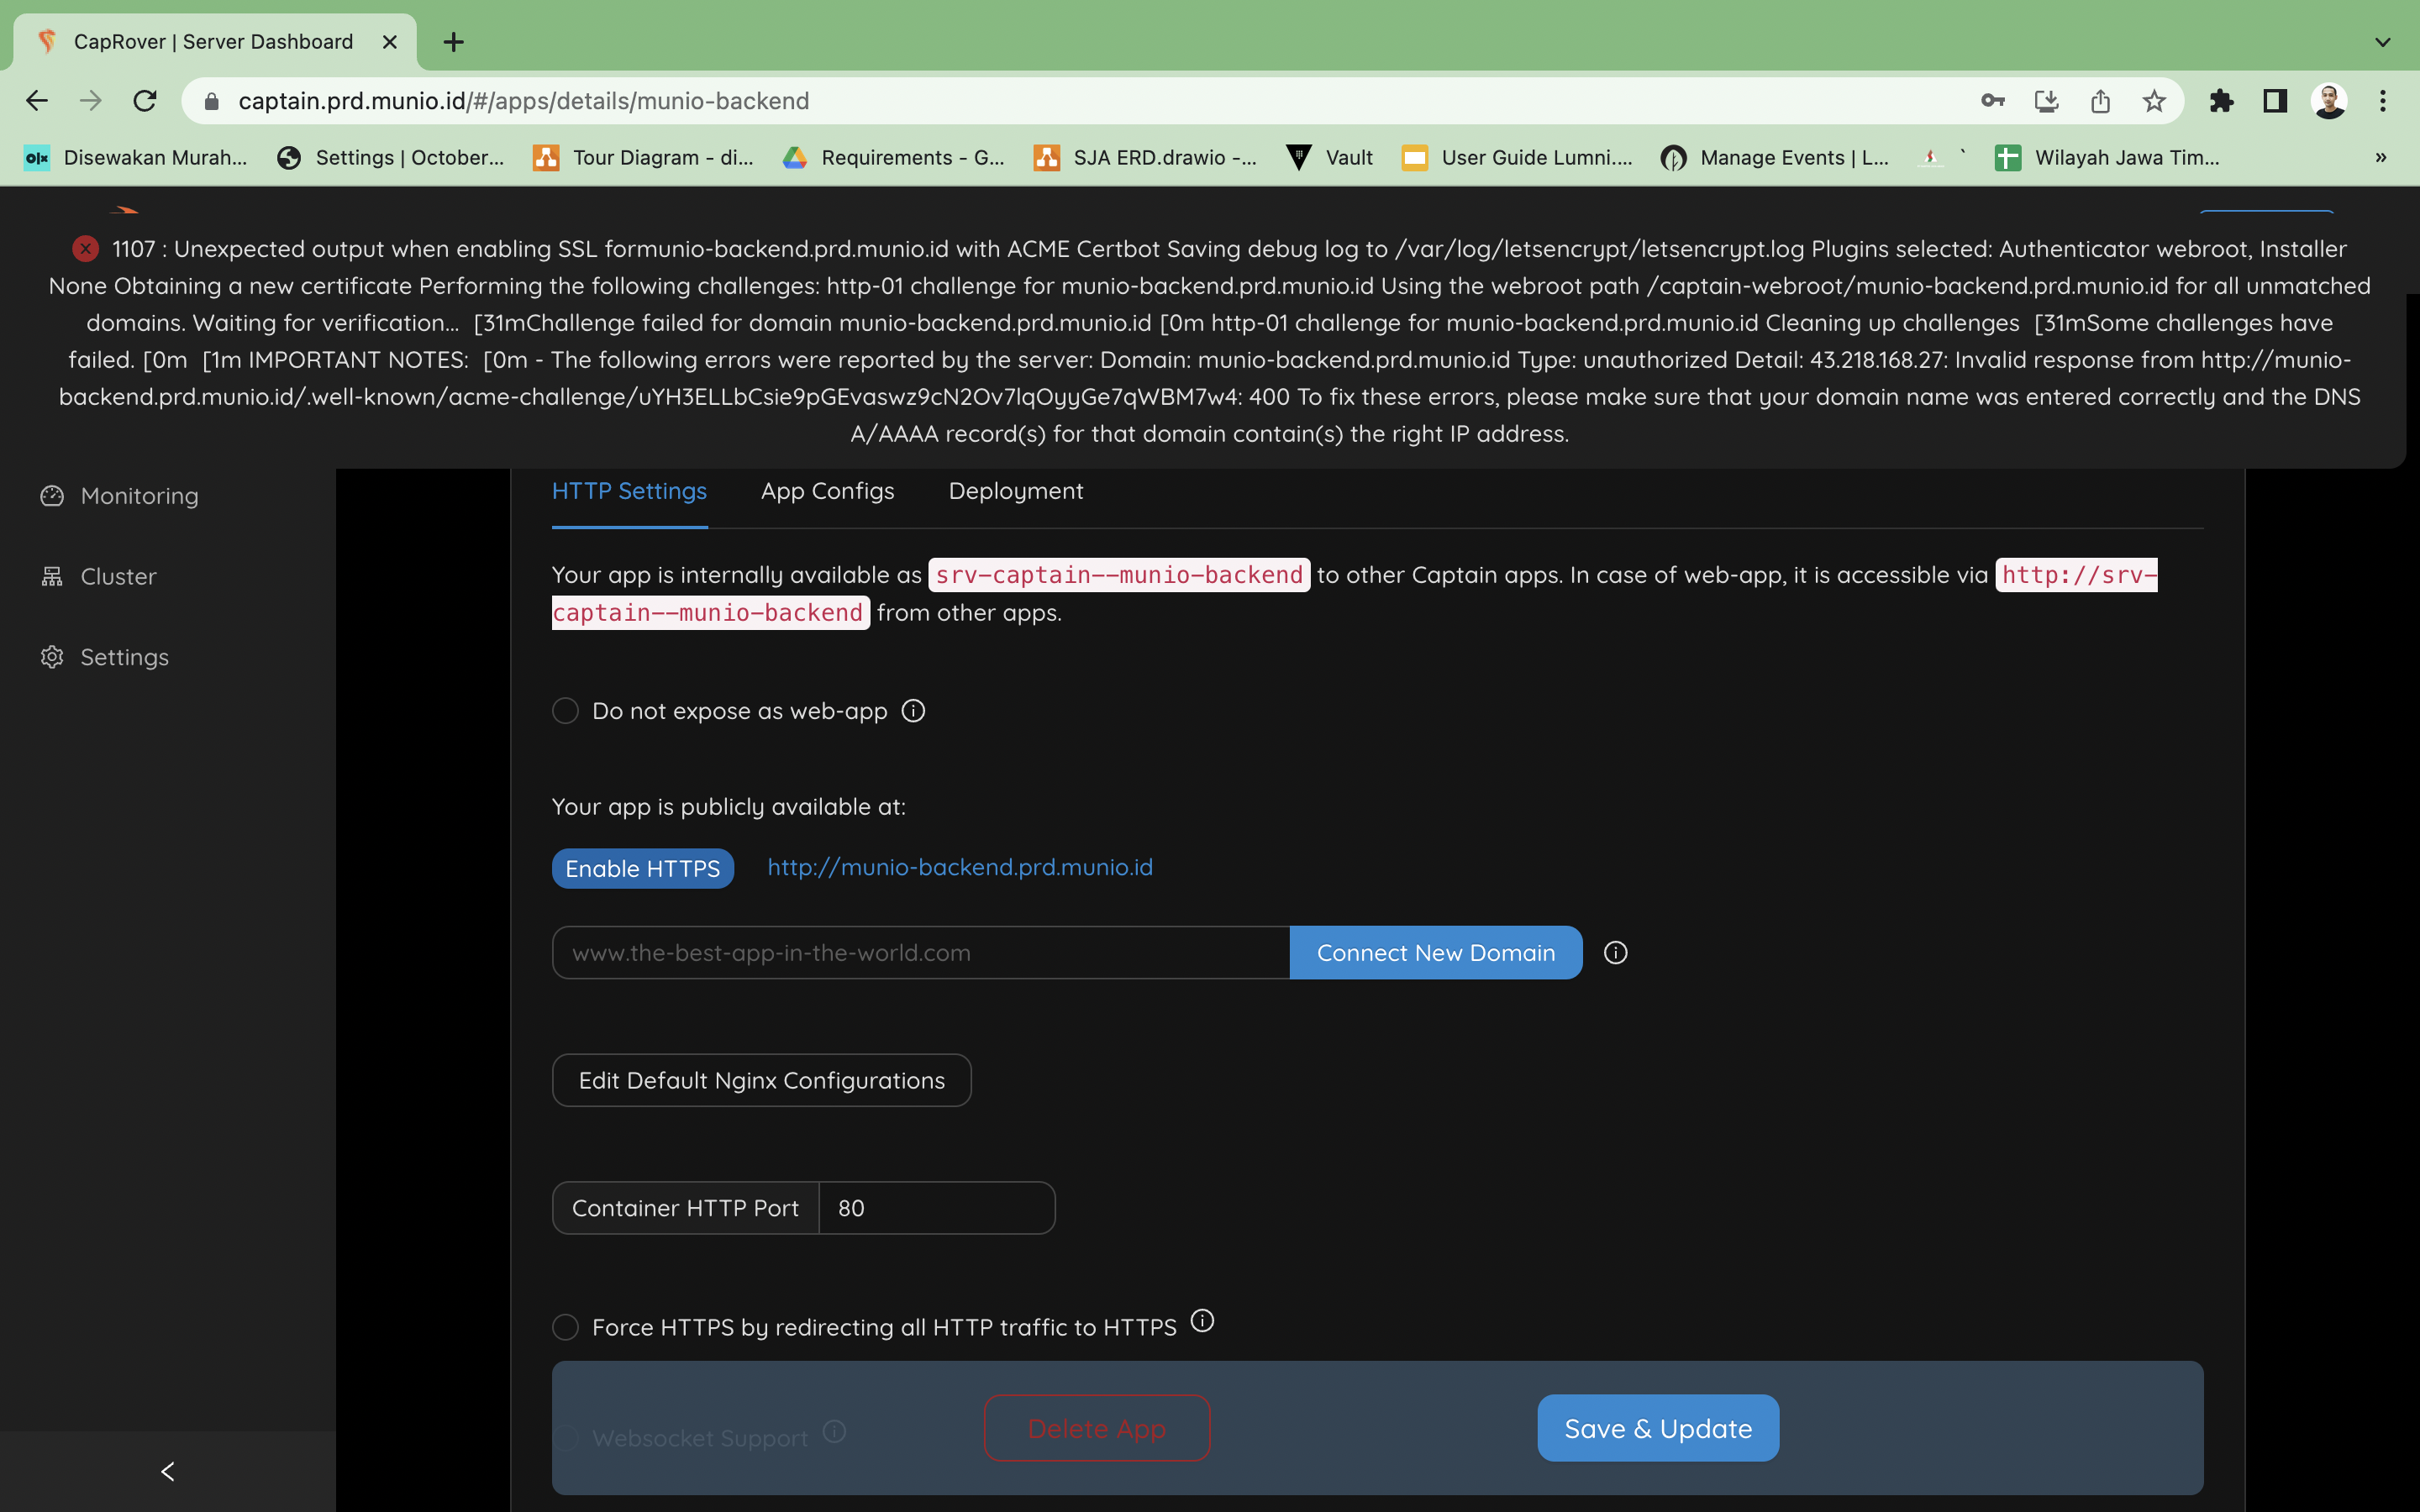 CapRover | Server Dashboard
captain.prd.munio.id/#/apps/details/munio-backend
olx Disewakan Murah... Settings | October... Tour Diagram - di... Requirements - G... SJA ERD.drawio -... Vault User Guide Lumni.... Manage Events | L... ` Wilayah Jawa Tim... »
1107 : Unexpected output when enabling SSL formunio-backend.prd.munio.id with ACME Certbot Saving debug log to /var/log/letsencrypt/letsencrypt.log Plugins selected: Authenticator webroot, Installer
None Obtaining a new certificate Performing the following challenges: http-01 challenge for munio-backend.prd.munio.id Using the webroot path /captain-webroot/munio-backend.prd.munio.id for all unmatched
domains. Waiting for verification... [31mChallenge failed for domain munio-backend.prd.munio.id [0m http-01 challenge for munio-backend.prd.munio.id Cleaning up challenges [31mSome challenges have
failed. [0m [1m IMPORTANT NOTES: [0m - The following errors were reported by the server: Domain: munio-backend.prd.munio.id Type: unauthorized Detail: 43.218.168.27: Invalid response from http://munio-
backend.prd.munio.id/.well-known/acme-challenge/uYH3ELLbCsie9pGEvaswz9cN2Ov7lqOyyGe7qWBM7w4: 400 To fix these errors, please make sure that your domain name was entered correctly and the DNS
A/AAAA record(s) for that domain contain(s) the right IP address.
Monitoring
Cluster
Settings
HTTP Settings App Configs Deployment
Your app is internally available as srv-captain--munio-backend to other Captain apps. In case of web-app, it is accessible via http://srv-
captain--munio-backend from other apps.
Do not expose as web-app
Your app is publicly available at:
Enable HTTPS http://munio-backend.prd.munio.id
www.the-best-app-in-the-world.com Connect New Domain
Edit Default Nginx Configurations
Container HTTP Port 80
Force HTTPS by redirecting all HTTP traffic to HTTPS
Websocket Support Delete App Save & Update